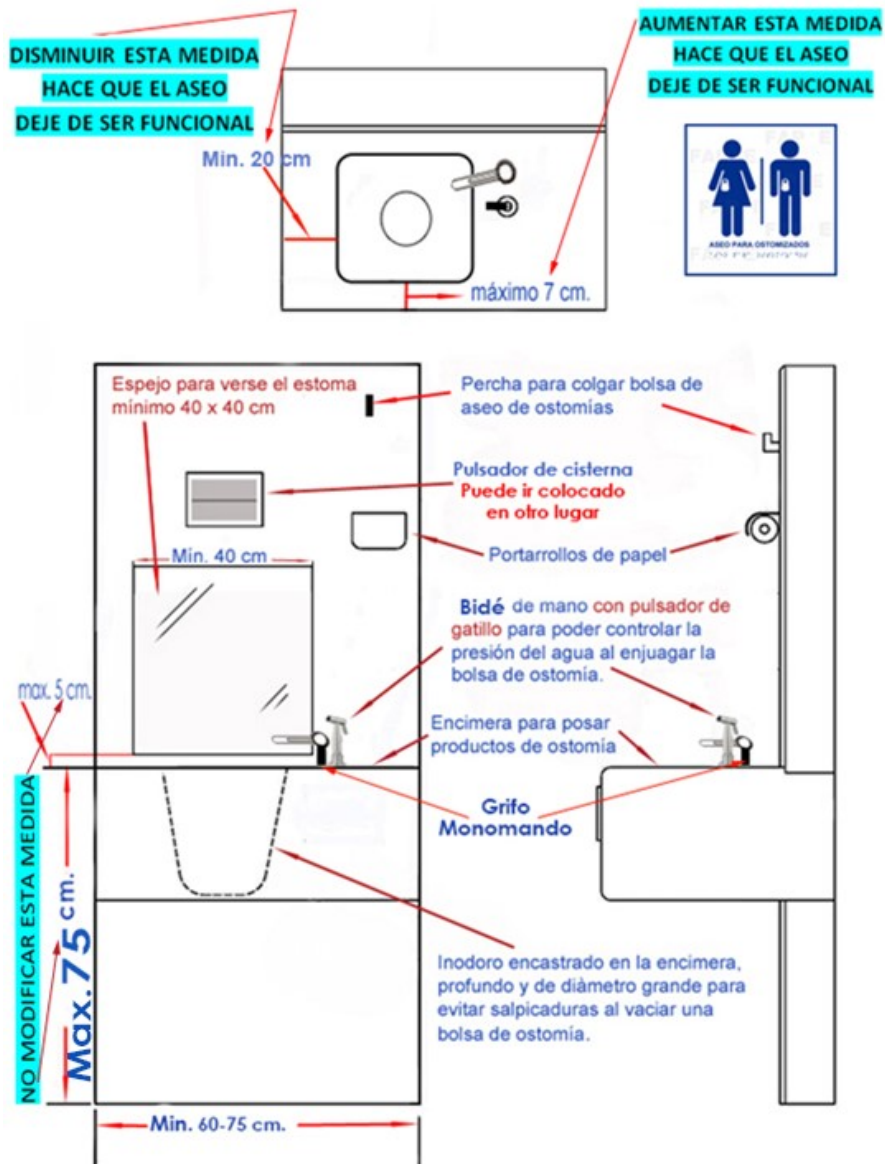 DISMINUIR ESTA MEDIDA
HACE QUE EL ASEO
DEJE DE SER FUNCIONAL
AUMENTAR ESTA MEDIDA
HACE QUE EL ASEO
DEJE DE SER FUNCIONAL
Min. 20 cm
máximo 7 cm.
ASEO PARA OSTOMIZADOS
Espejo para verse el estoma
mínimo 40 x 40 cm
Percha para colgar bolsa de
aseo de ostomías
Pulsador de cisterna
Puede ir colocado
en otro lugar
Portarrollos de papel
Mín. 40 cm
Bidé de mano con pulsador de
gatillo para poder controlar la
presión del agua al enjuagar la
bolsa de ostomía.
max. 5 cm.
Encimera para posar
productos de ostomía
Grifo
Monomando
NO MODIFICAR ESTA MEDIDA
Max.75 cm.
Inodoro encastrado en la encimera,
profundo y de diàmetro grande para
evitar salpicaduras al vaciar una
bolsa de ostomía.
Min. 60-75 cm.